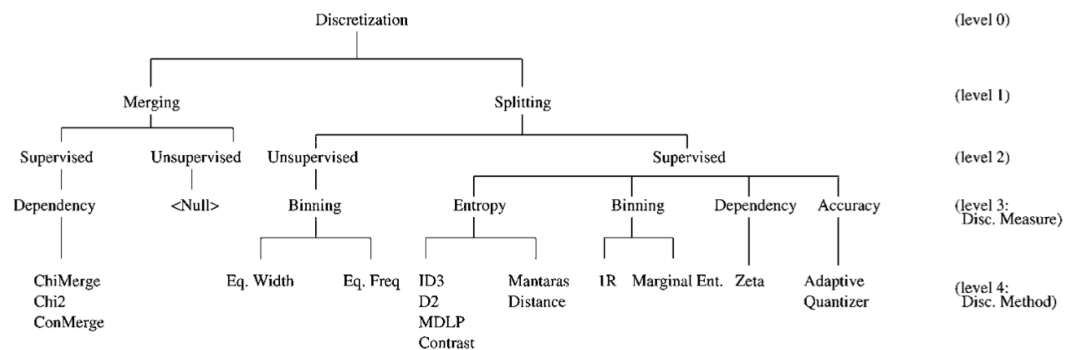 Discretization (level 0)
Merging Splitting (level 1)
Supervised Unsupervised Unsupervised Supervised (level 2)
Dependency <Null> Binning Entropy Binning Dependency Accuracy (level 3:
Disc. Measure)
ChiMerge Eq. Width Eq. Freq ID3 Mantaras 1R Marginal Ent. Zeta Adaptive (level 4:
Chi2 D2 Distance Quantizer Disc. Method)
ConMerge MDLP
Contrast